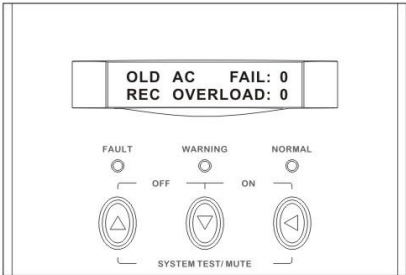 OLD AC FAIL: 0
REC OVERLOAD: 0
FAULT WARNING NORMAL
OFF ON
SYSTEM TEST/ MUTE